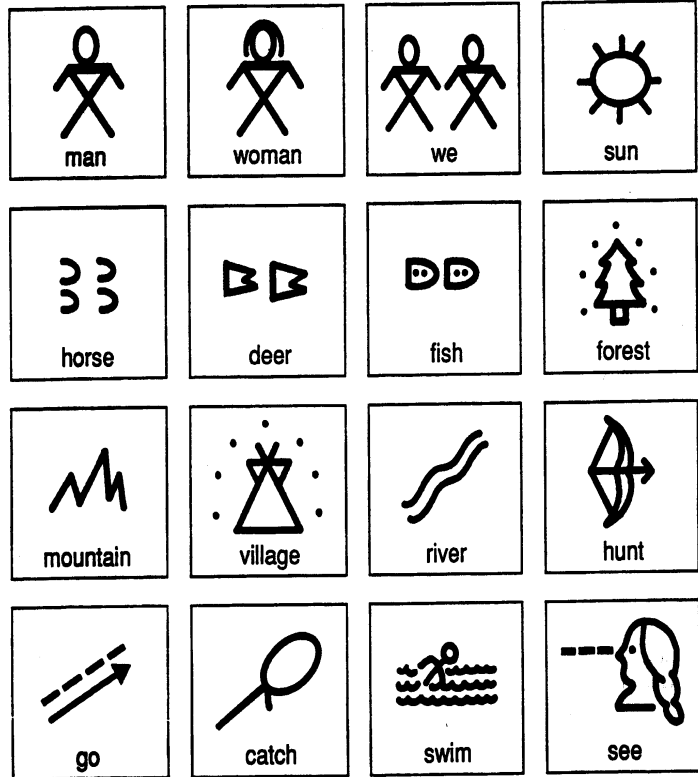 man woman we sun
horse deer fish forest
mountain village river hunt
go catch swim see